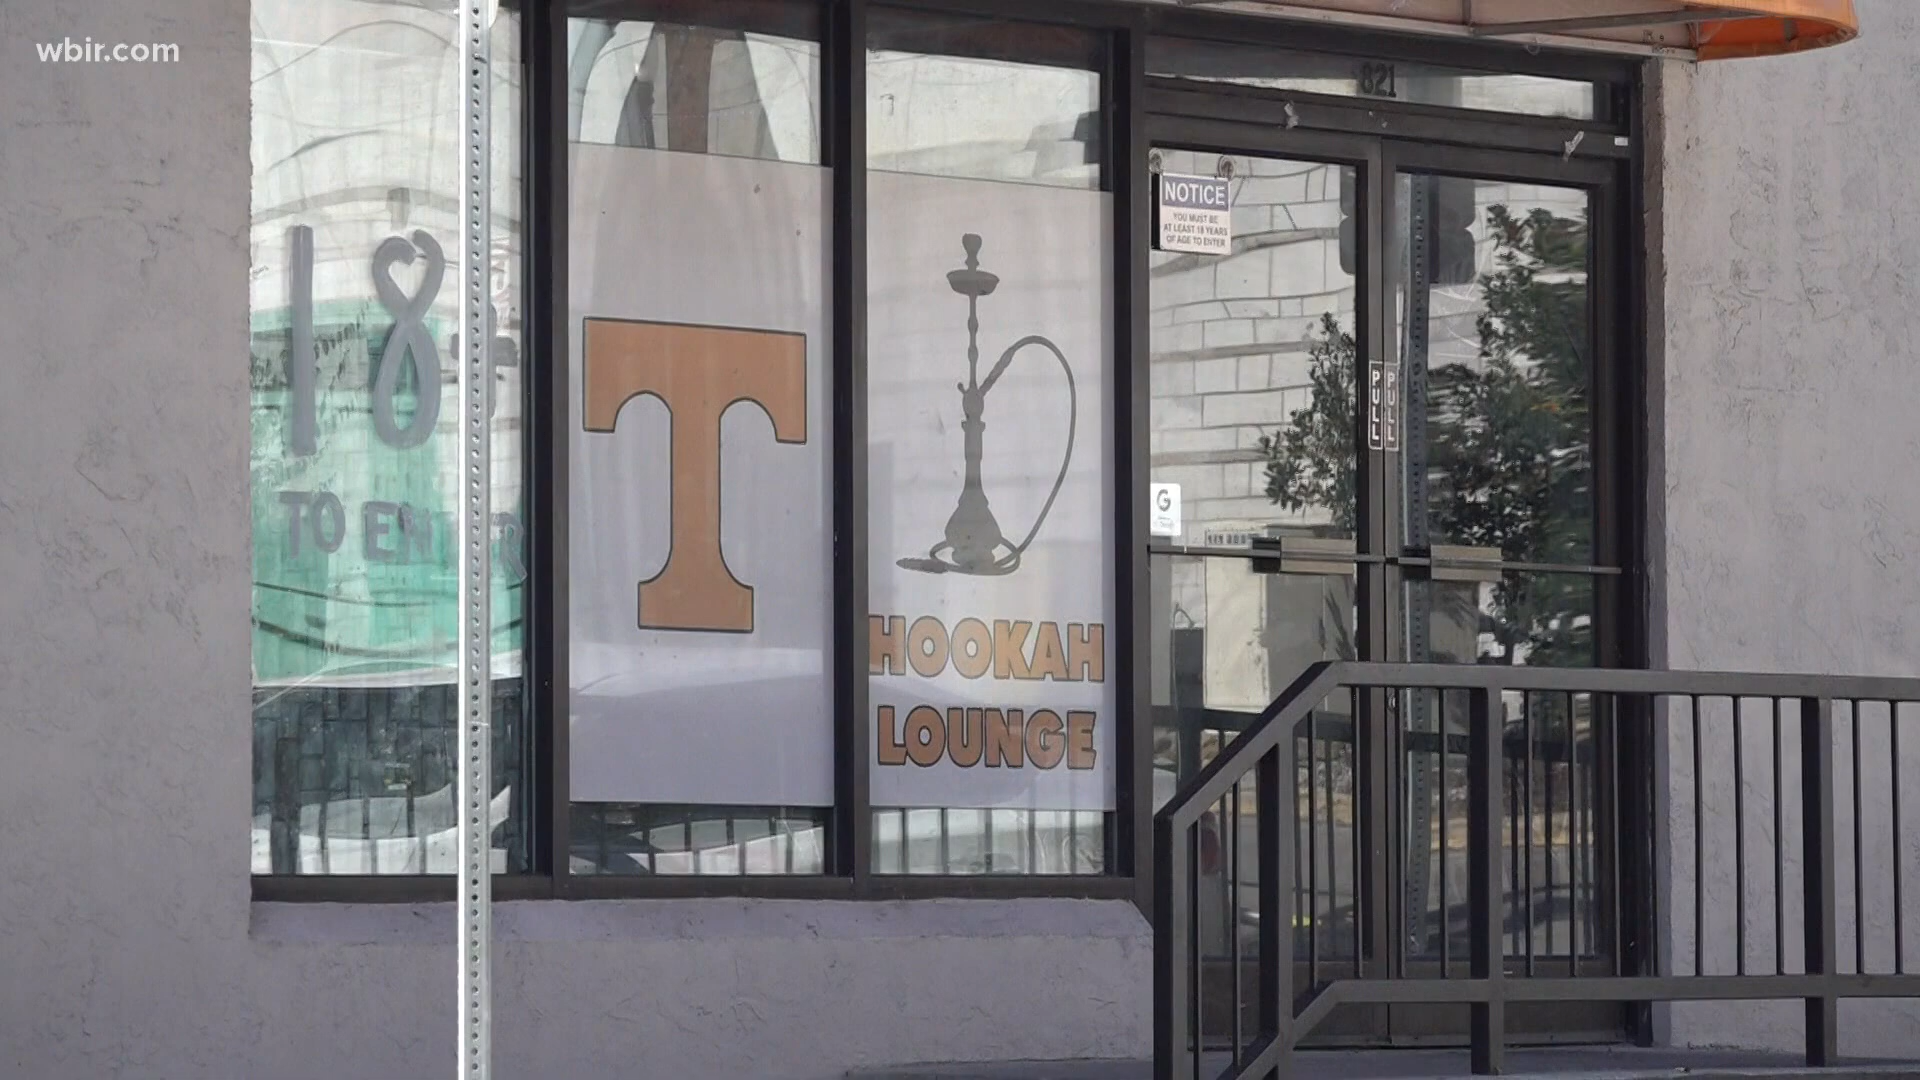 wbir.com
821
NOTICE
YOU MUST BE
AT LEAST 18 YEARS
OF AGE TO ENTER
18+
TO ENTER
T
PULL
PULL
G
HOOKAH
LOUNGE